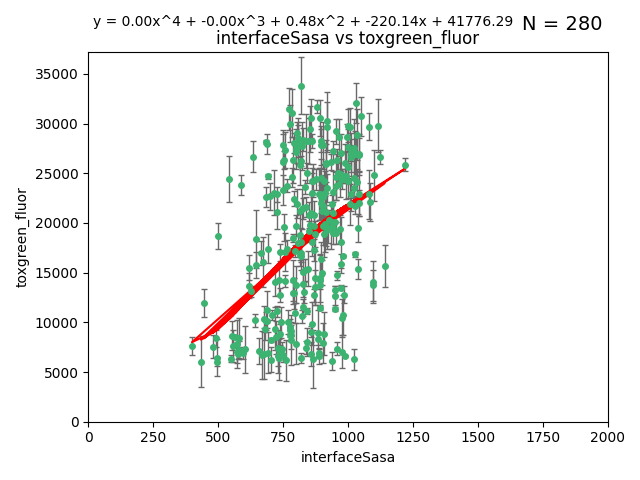 y = 0.00x^4 + -0.00x^3 + 0.48x^2 + -220.14x + 41776.29 N = 280
interfaceSasa vs toxgreen_fluor
35000
30000
25000
20000
15000
10000
5000
0
toxgreen_fluor
0 250 500 750 1000 1250 1500 1750 2000
interfaceSasa